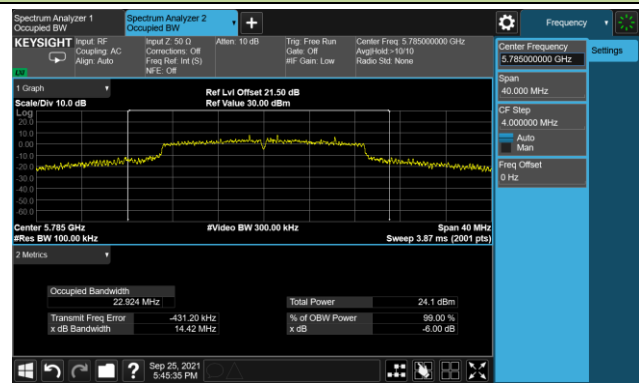 Spectrum Analyzer 1
Occupied BW
Spectrum Analyzer 2
Occupied BW
Frequency
KEYSIGHT
Input: RF
Coupling: AC
Align: Auto
Input Z: 50 Ω
Corrections: Off
Freq Ref: Int (S)
NFE: Off
Atten: 10 dB
Trig: Free Run
Gate: Off
#IF Gain: Low
Center Freq: 5.785000000 GHz
Avg|Hold:>10/10
Radio Std: None
Center Frequency
5.785000000 GHz
Settings
Span
40.000 MHz
CF Step
4.000000 MHz
Auto
Man
Freq Offset
0 Hz
1 Graph
Scale/Div 10.0 dB
Ref Lvl Offset 21.50 dB
Ref Value 30.00 dBm
Log
20.0
10.0
0.00
-10.0
-20.0
-30.0
-40.0
-50.0
-60.0
Center 5.785 GHz
#Res BW 100.00 kHz
#Video BW 300.00 kHz
Span 40 MHz
Sweep 3.87 ms (2001 pts)
2 Metrics
Occupied Bandwidth
22.924 MHz
Transmit Freq Error
-431.20 kHz
x dB Bandwidth
14.42 MHz
Total Power
24.1 dBm
% of OBW Power
99.00 %
x dB
-6.00 dB
Sep 25, 2021
5:45:35 PM